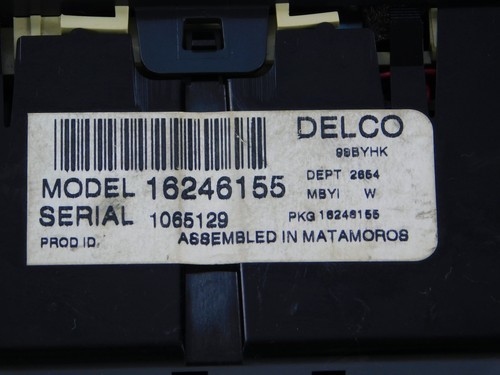 DELCO
99BYHK
DEPT 2654
MODEL 16246155
MBYI W
SERIAL 1065129
PKG 16246155
PROD ID.
ASSEMBLED IN MATAMOROS